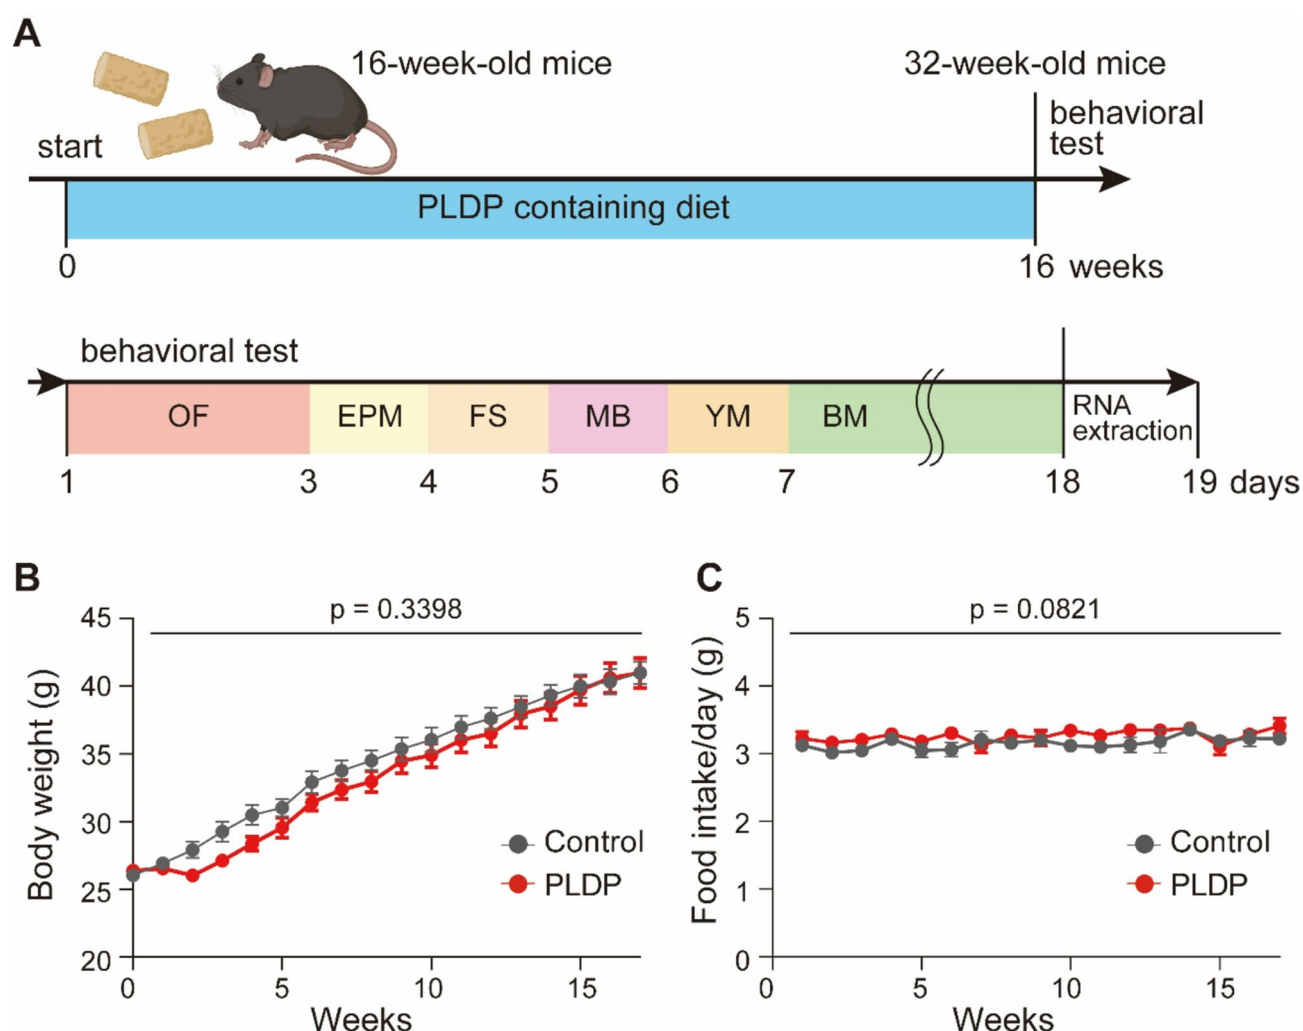 A
16-week-old mice
32-week-old mice
start
behavioral
test
PLDP containing diet
0
16 weeks
behavioral test
OF EPM FS MB YM BM
RNA
extraction
1 3 4 5 6 7 18 19 days
B
p = 0.3398
Body weight (g)
45
40
35
30
25
20
Control
PLDP
0 5 10 15
Weeks
C
p = 0.0821
Food intake/day (g)
5
4
3
2
1
0
Control
PLDP
0 5 10 15
Weeks